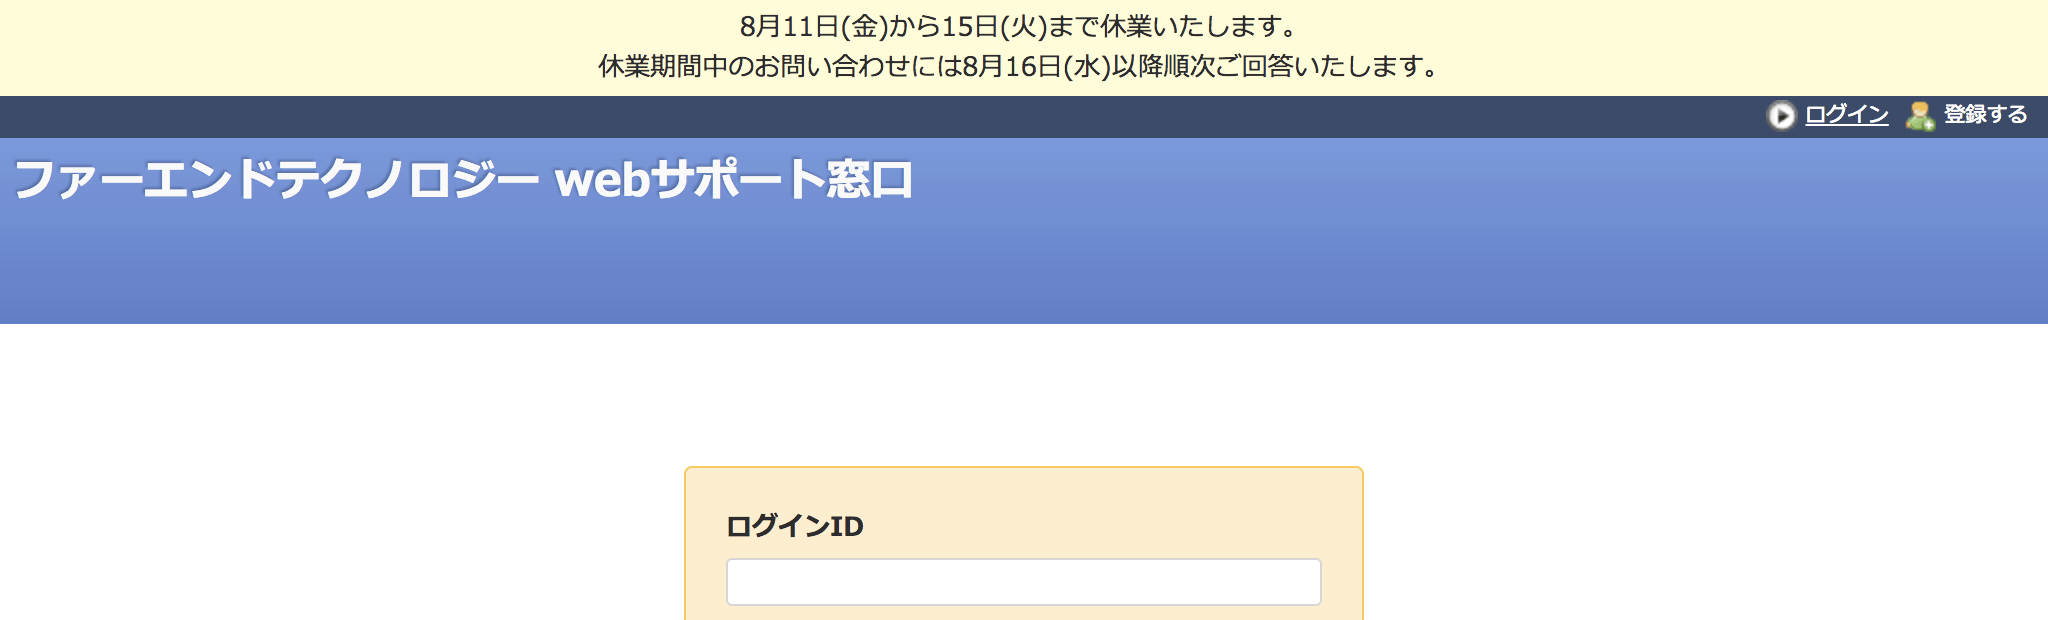 8月11日(金)から15日(火)まで休業いたします。
休業期間中のお問い合わせには8月16日(水)以降順次ご回答いたします。
ログイン 登録する
ファーエンドテクノロジー webサポート窓口
ログインID